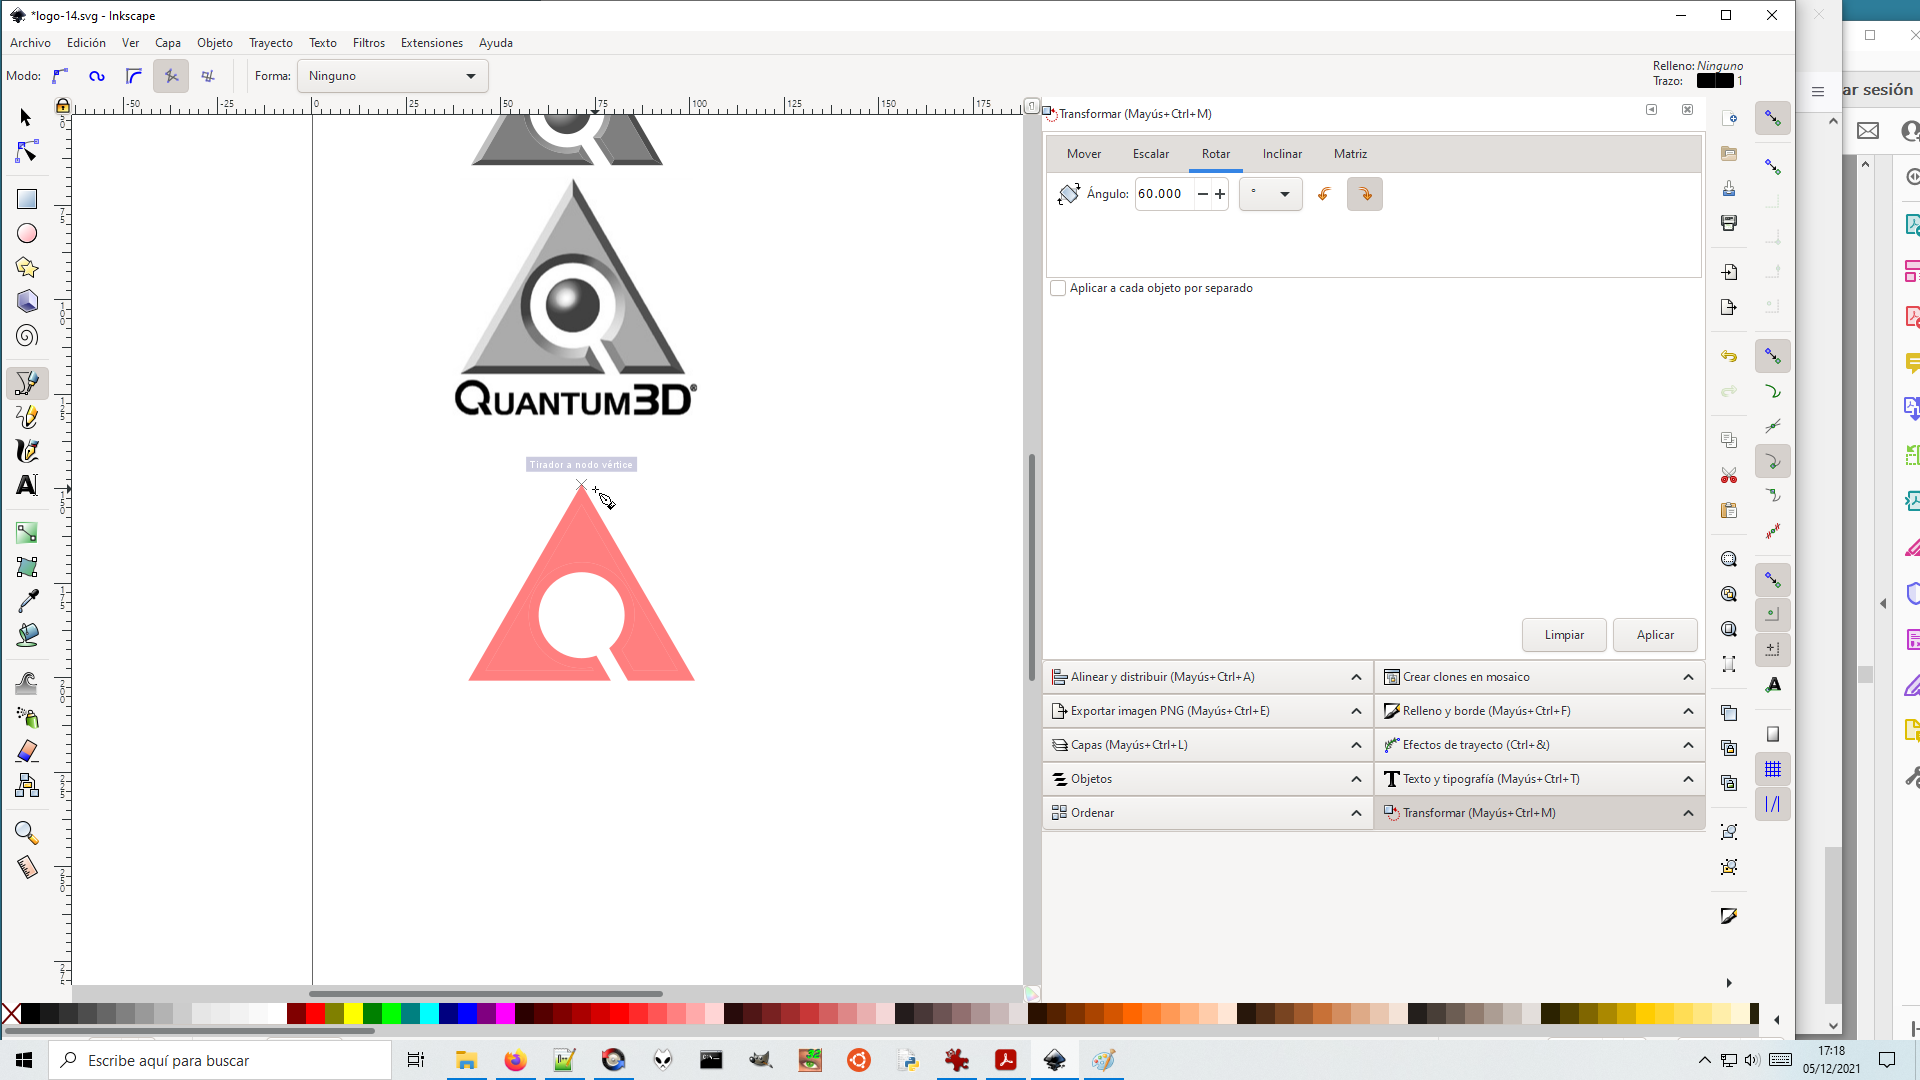 *logo-14.svg - Inkscape
Archivo Edición Ver Capa Objeto Trayecto Texto Filtros Extensiones Ayuda
Modo: Forma: Ninguno
Relleno: Ninguno
Trazo: 1
ar sesión
-50 -25 0 25 50 75 100 125 150 175
Transformar (Mayús+Ctrl+M)
Mover Escalar Rotar Inclinar Matriz
Ángulo: 60.000 °
Aplicar a cada objeto por separado
QUANTUM3D®
Tirador a nodo vértice
Limpiar Aplicar
Alinear y distribuir (Mayús+Ctrl+A) Crear clones en mosaico
Exportar imagen PNG (Mayús+Ctrl+E) Relleno y borde (Mayús+Ctrl+F)
Capas (Mayús+Ctrl+L) Efectos de trayecto (Ctrl+&)
Objetos Texto y tipografía (Mayús+Ctrl+T)
Ordenar Transformar (Mayús+Ctrl+M)
Escribe aquí para buscar
17:18
05/12/2021